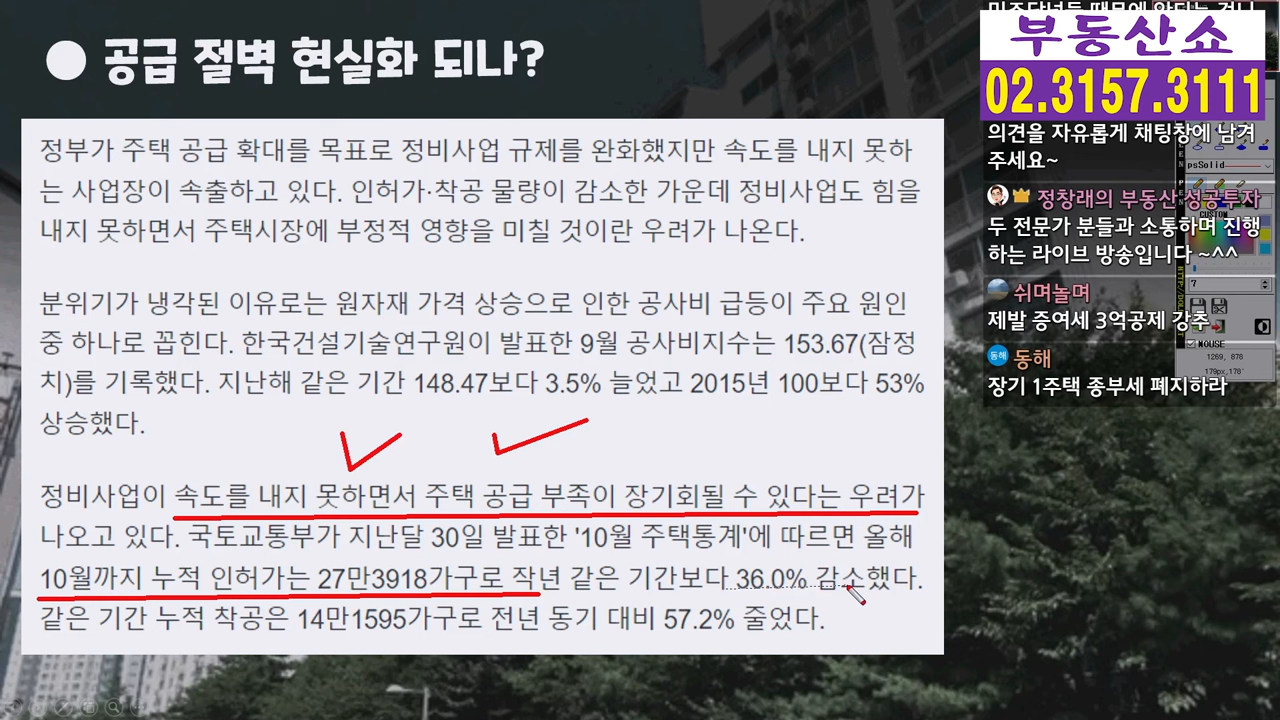 ● 공급 절벽 현실화 되나?
정부가 주택 공급 확대를 목표로 정비사업 규제를 완화했지만 속도를 내지 못하
는 사업장이 속출하고 있다. 인허가·착공 물량이 감소한 가운데 정비사업도 힘을
내지 못하면서 주택시장에 부정적 영향을 미칠 것이란 우려가 나온다.
분위기가 냉각된 이유로는 원자재 가격 상승으로 인한 공사비 급등이 주요 원인
중 하나로 꼽힌다. 한국건설기술연구원이 발표한 9월 공사비지수는 153.67(잠정
치)를 기록했다. 지난해 같은 기간 148.47보다 3.5% 늘었고 2015년 100보다 53%
상승했다.
정비사업이 속도를 내지 못하면서 주택 공급 부족이 장기회될 수 있다는 우려가
나오고 있다. 국토교통부가 지난달 30일 발표한 '10월 주택통계'에 따르면 올해
10월까지 누적 인허가는 27만3918가구로 작년 같은 기간보다 36.0% 감소했다.
같은 기간 누적 착공은 14만1595가구로 전년 동기 대비 57.2% 줄었다.
부동산쇼
02.3157.3111
의견을 자유롭게 채팅창에 남겨
주세요~
정창래의 부동산 성공투자
두 전문가 분들과 소통하며 진행
하는 라이브 방송입니다 ~^^
쉬며놀며
제발 증여세 3억공제 강추
동해 동해
장기 1주택 종부세 폐지하라
psSolid
CUSTOM
7
MOUSE
1269, 878
179px,178°